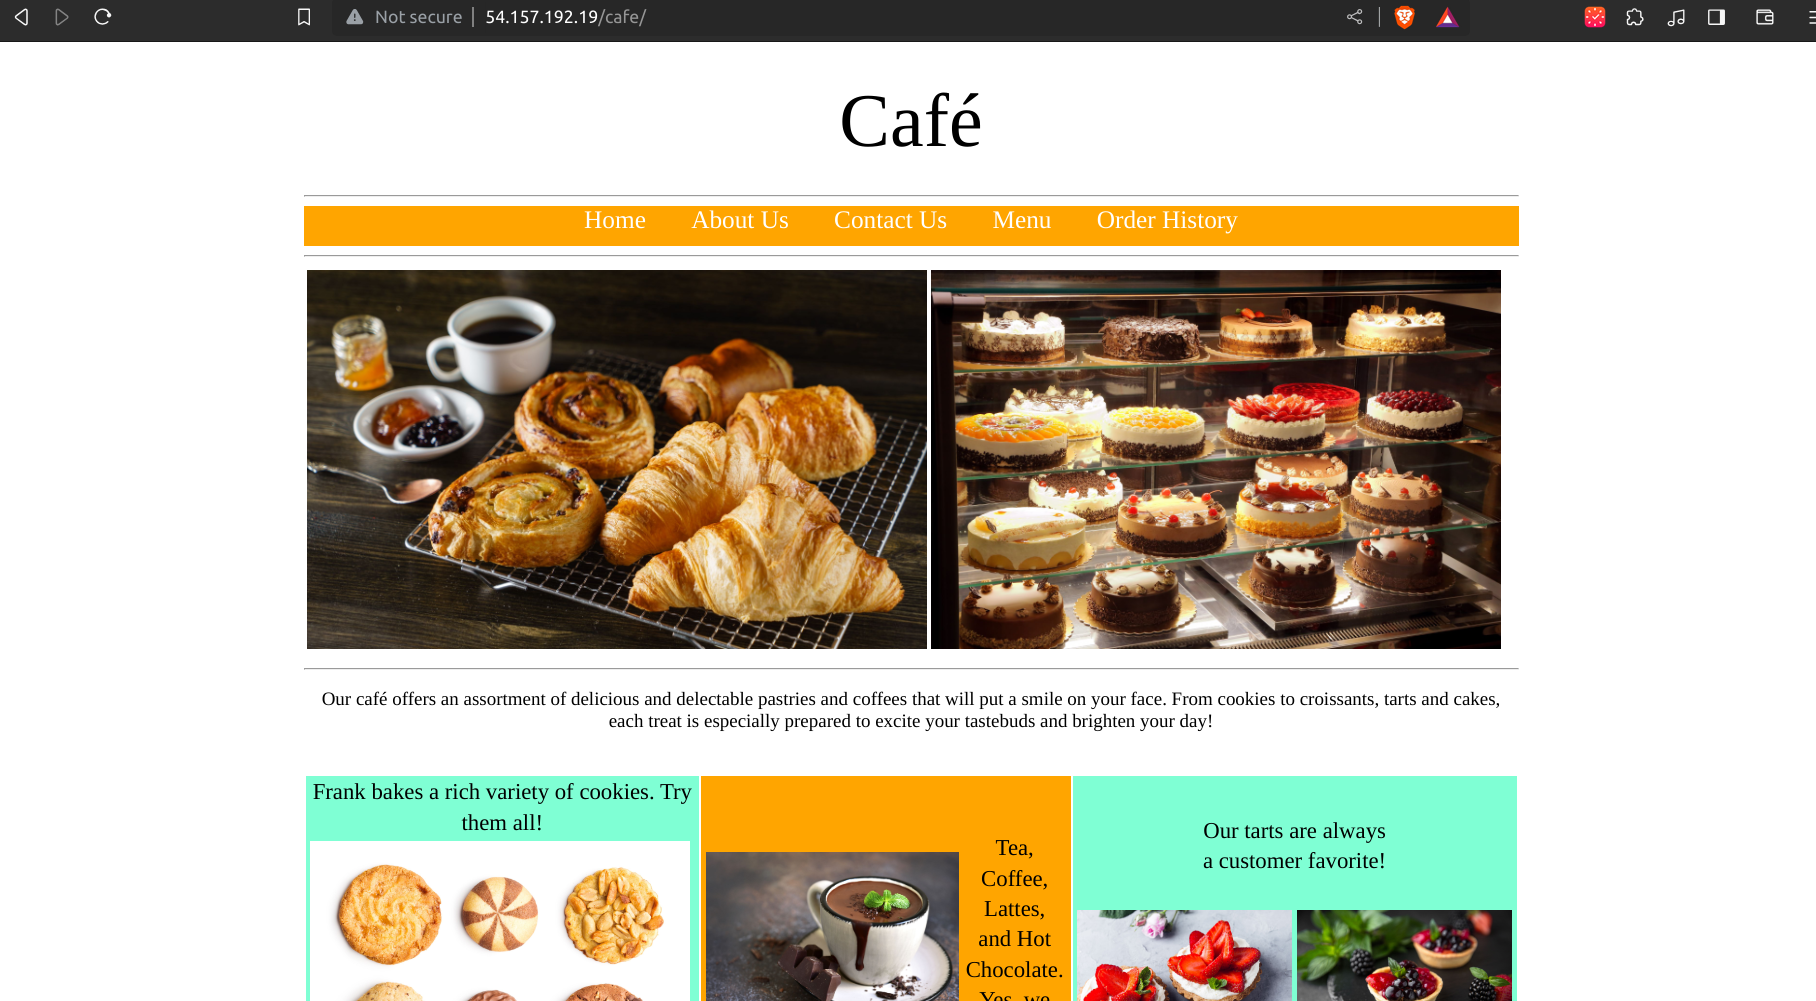 Not secure 54.157.192.19/cafe/
Café
Home About Us Contact Us Menu Order History
Our café offers an assortment of delicious and delectable pastries and coffees that will put a smile on your face. From cookies to croissants, tarts and cakes,
each treat is especially prepared to excite your tastebuds and brighten your day!
Frank bakes a rich variety of cookies. Try
them all!
Tea,
Coffee,
Lattes,
and Hot
Chocolate.
Yes, we
Our tarts are always
a customer favorite!